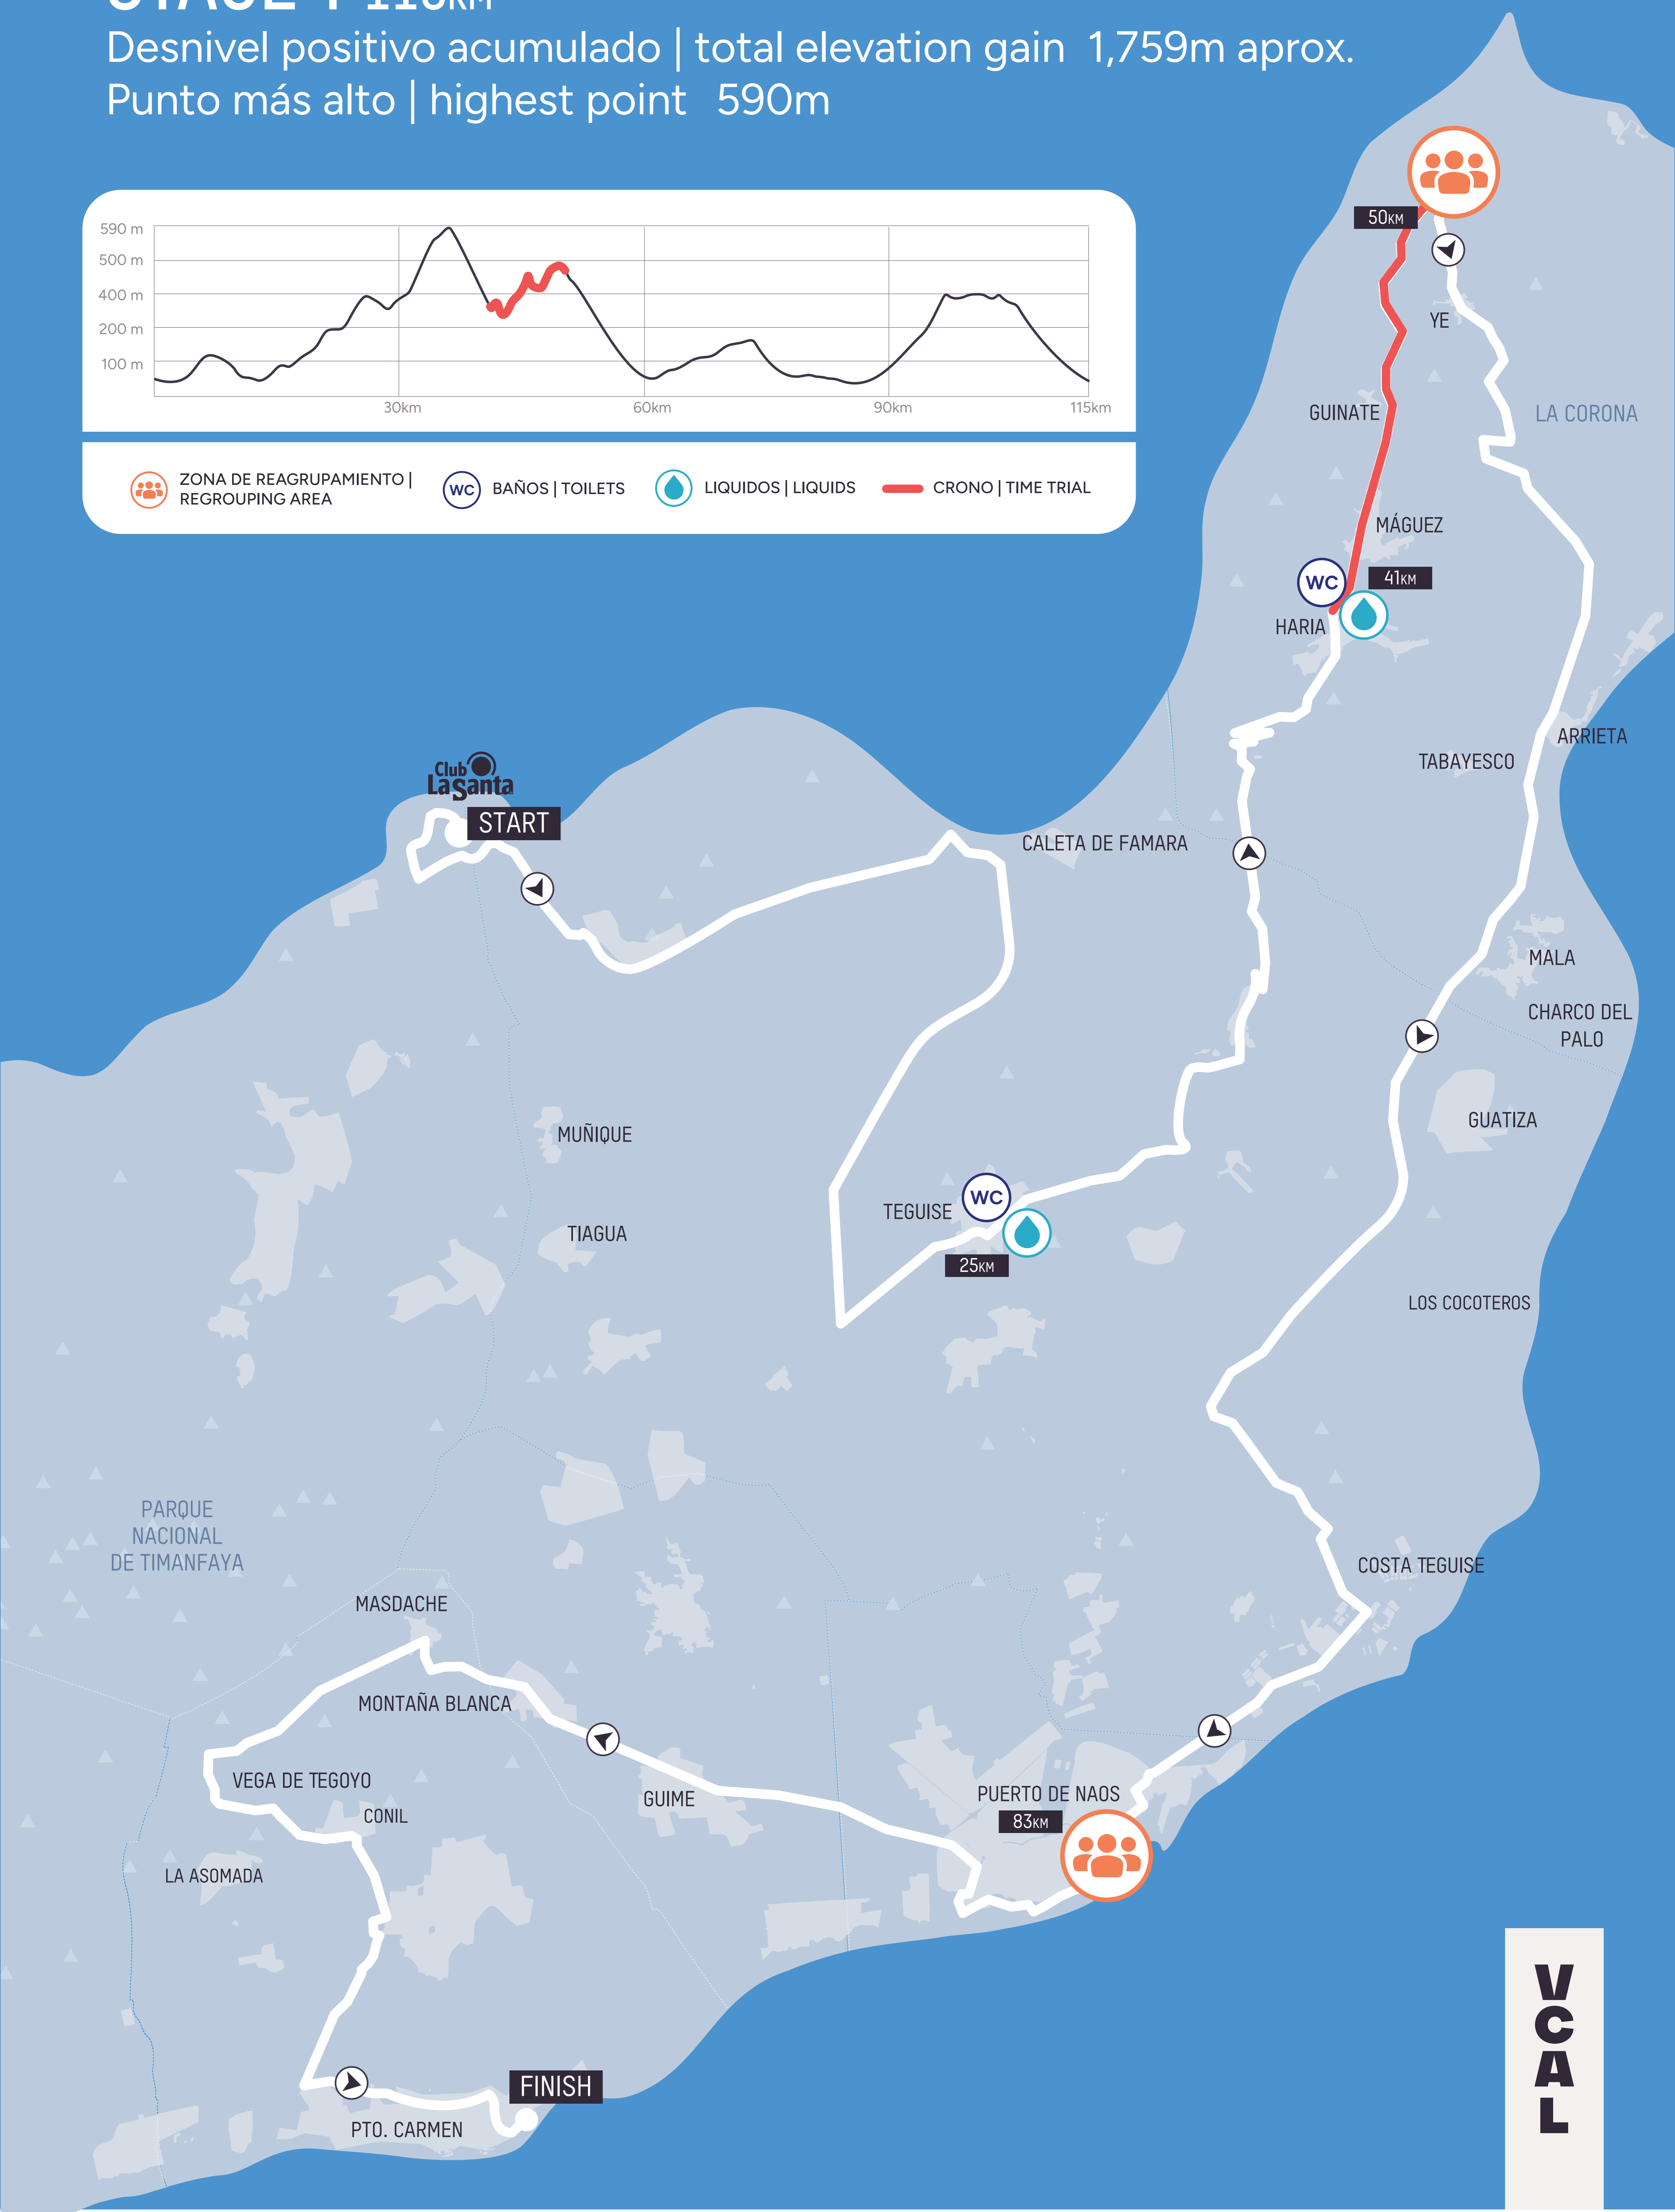 Desnivel positivo acumulado | total elevation gain 1,759m aprox.
Punto más alto | highest point 590m
590 m
500 m
400 m
200 m
100 m
30km
60km
90km
115km
ZONA DE REAGRUPAMIENTO |
REGROUPING AREA
WC
BAÑOS | TOILETS
LIQUIDOS | LIQUIDS
CRONO | TIME TRIAL
50KM
YE
GUINATE
LA CORONA
MÁGUEZ
WC
41KM
HARIA
ARRIETA
TABAYESCO
Club
LaSanta
START
CALETA DE FAMARA
MALA
CHARCO DEL
PALO
GUATIZA
MUÑIQUE
WC
TEGUISE
TIAGUA
25KM
LOS COCOTEROS
PARQUE
NACIONAL
DE TIMANFAYA
COSTA TEGUISE
MASDACHE
MONTAÑA BLANCA
VEGA DE TEGOYO
CONIL
GUIME
PUERTO DE NAOS
83KM
LA ASOMADA
FINISH
PTO. CARMEN
V
C
A
L